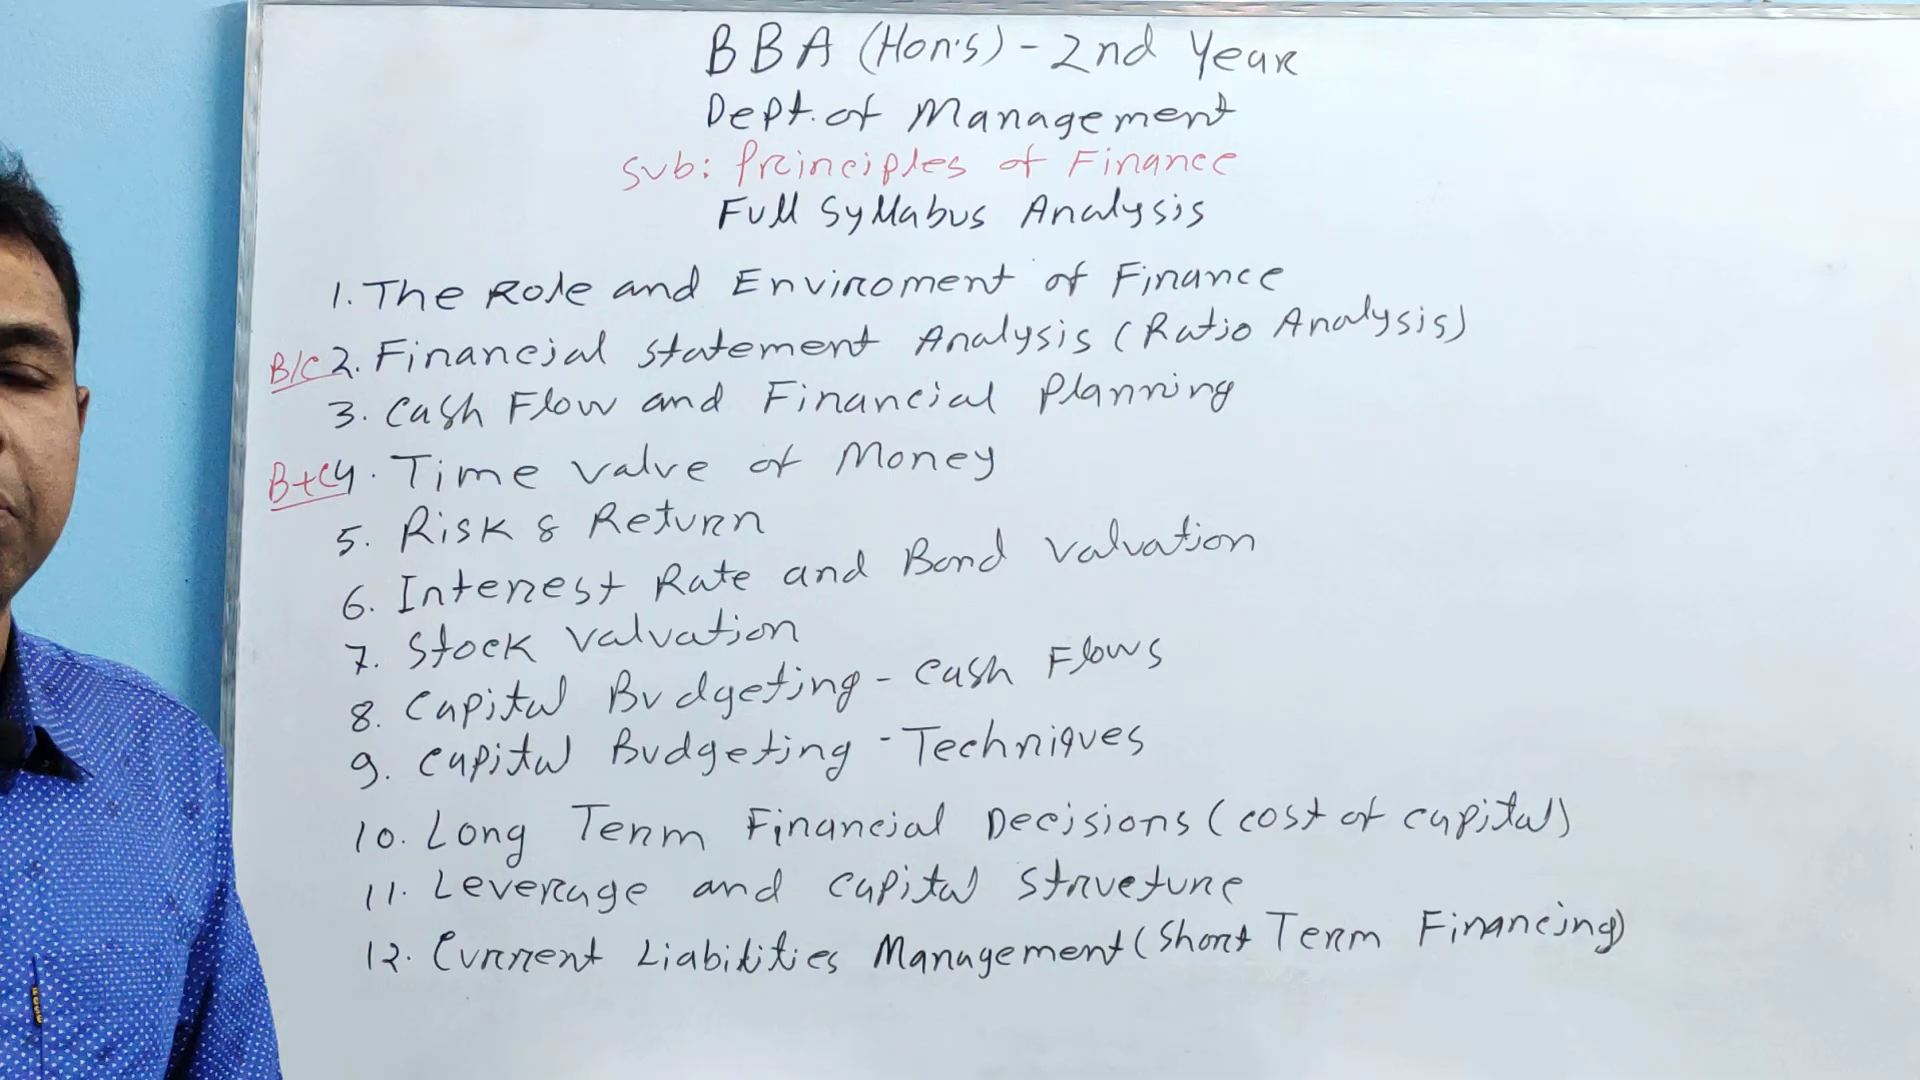 BBA (Hon's) - 2nd Year
Dept. of Management
Sub: Principles of Finance
Full Syllabus Analysis
1. The Role and Enviroment of Finance
B/C 2. Financial Statement Analysis (Ratio Analysis)
3. Cash Flow and Financial Planning
B+C 4. Time Value of Money
5. Risk & Return
6. Interest Rate and Bond Valuation
7. Stock Valuation
8. Capital Budgeting - Cash Flows
9. Capital Budgeting - Techniques
10. Long Term Financial Decisions (Cost of Capital)
11. Leverage and Capital Structure
12. Current Liabilities Management (Short Term Financing)